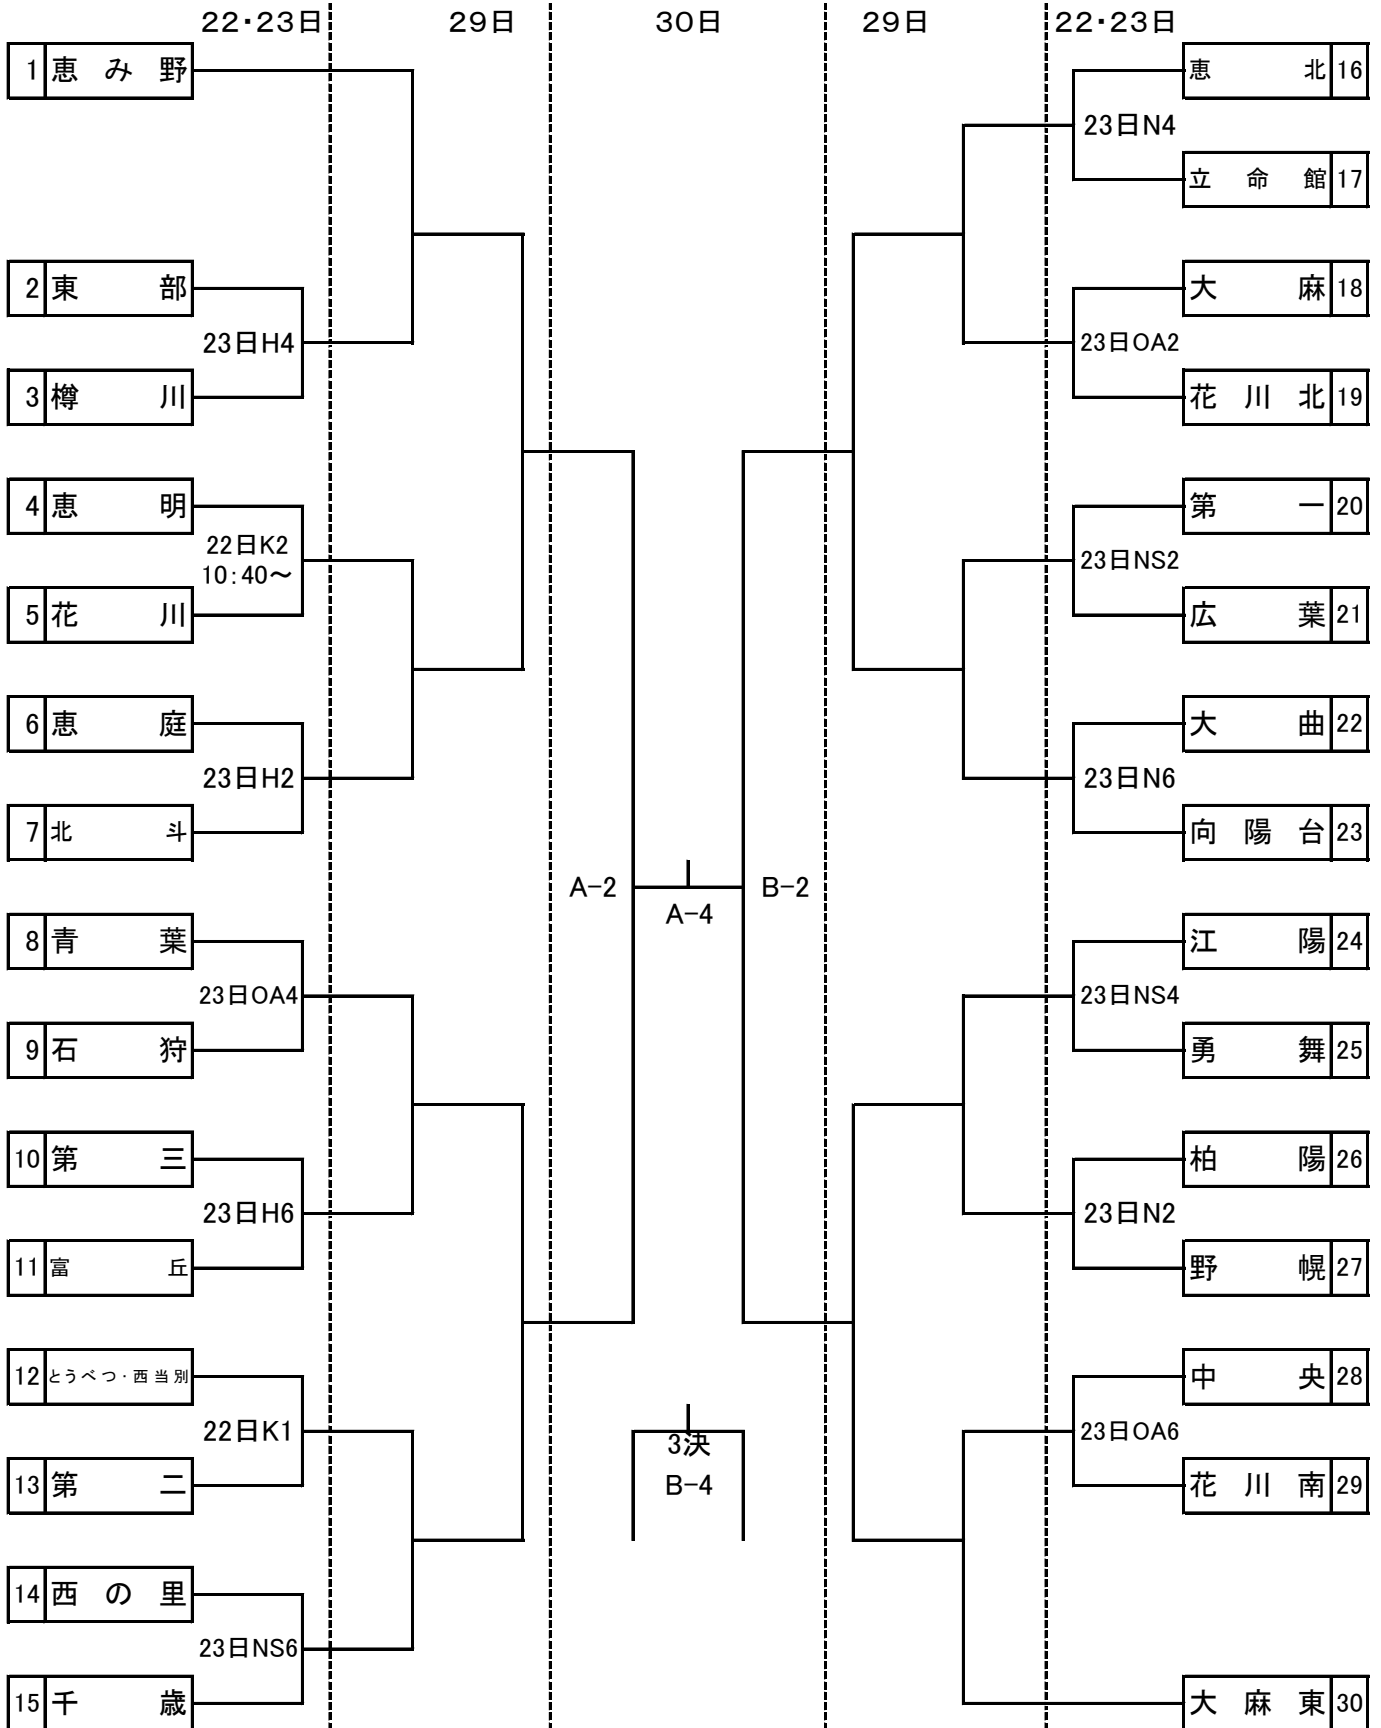 22・23日 29日 30日 29日 22・23日
1 恵み野
2 東部
23日H4
3 樽川
4 恵明
22日K2
10:40～
5 花川
6 恵庭
23日H2
7 北斗
8 青葉
23日OA4
9 石狩
10 第三
23日H6
11 富丘
12 とうべつ・西当別
22日K1
13 第二
14 西の里
23日NS6
15 千歳
A-2
A-4
B-2
3決
B-4
恵北 16
23日N4
立命館 17
大麻 18
23日OA2
花川北 19
第一 20
23日NS2
広葉 21
大曲 22
23日N6
向陽台 23
江陽 24
23日NS4
勇舞 25
柏陽 26
23日N2
野幌 27
中央 28
23日OA6
花川南 29
大麻東 30